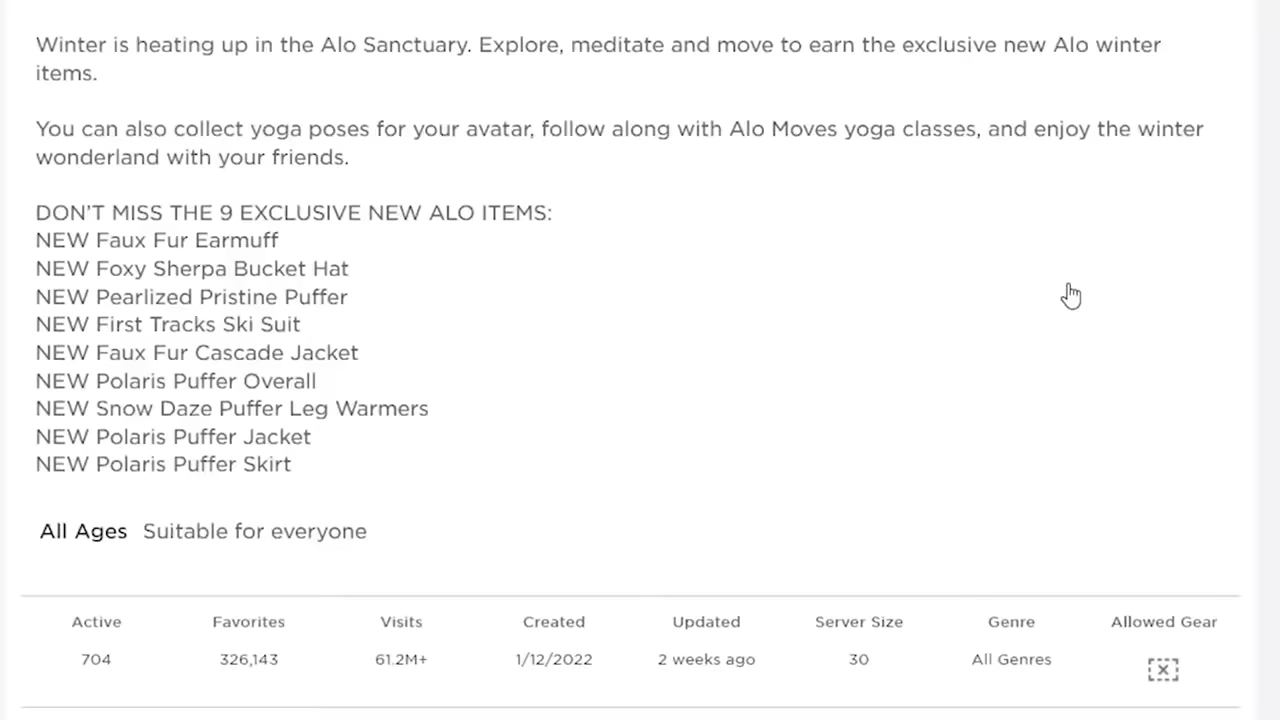 Winter is heating up in the Alo Sanctuary. Explore, meditate and move to earn the exclusive new Alo winter
items.
You can also collect yoga poses for your avatar, follow along with Alo Moves yoga classes, and enjoy the winter
wonderland with your friends.
DON'T MISS THE 9 EXCLUSIVE NEW ALO ITEMS:
NEW Faux Fur Earmuff
NEW Foxy Sherpa Bucket Hat
NEW Pearlized Pristine Puffer
NEW First Tracks Ski Suit
NEW Faux Fur Cascade Jacket
NEW Polaris Puffer Overall
NEW Snow Daze Puffer Leg Warmers
NEW Polaris Puffer Jacket
NEW Polaris Puffer Skirt
All Ages Suitable for everyone
Active Favorites Visits Created Updated Server Size Genre Allowed Gear
704 326,143 61.2M+ 1/12/2022 2 weeks ago 30 All Genres